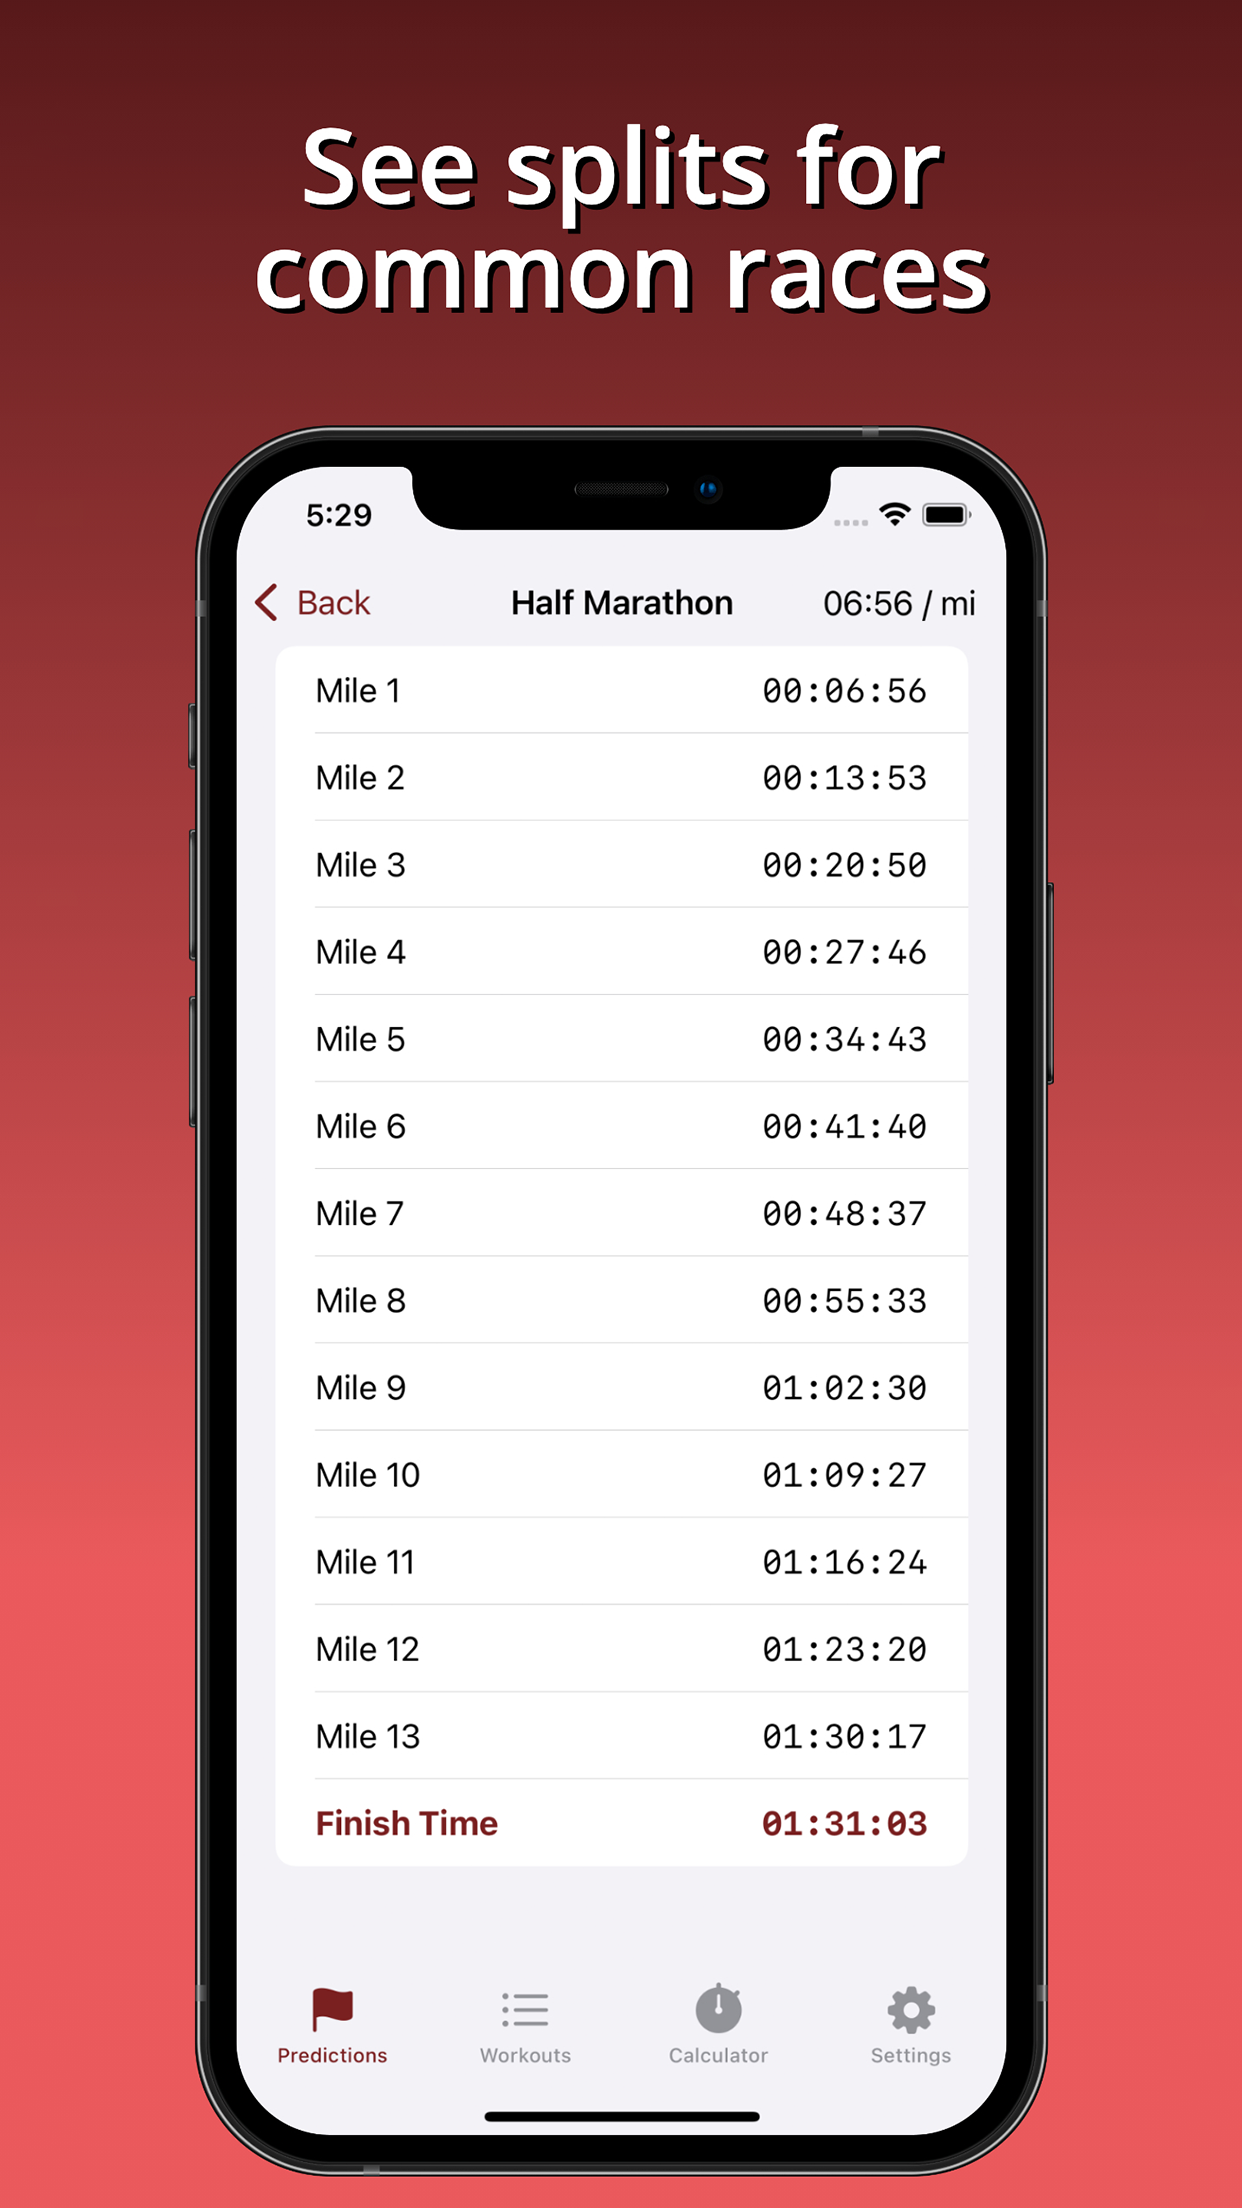 See splits for
common races
5:29
Back Half Marathon 06:56 / mi
Mile 1 00:06:56
Mile 2 00:13:53
Mile 3 00:20:50
Mile 4 00:27:46
Mile 5 00:34:43
Mile 6 00:41:40
Mile 7 00:48:37
Mile 8 00:55:33
Mile 9 01:02:30
Mile 10 01:09:27
Mile 11 01:16:24
Mile 12 01:23:20
Mile 13 01:30:17
Finish Time 01:31:03
Predictions Workouts Calculator Settings